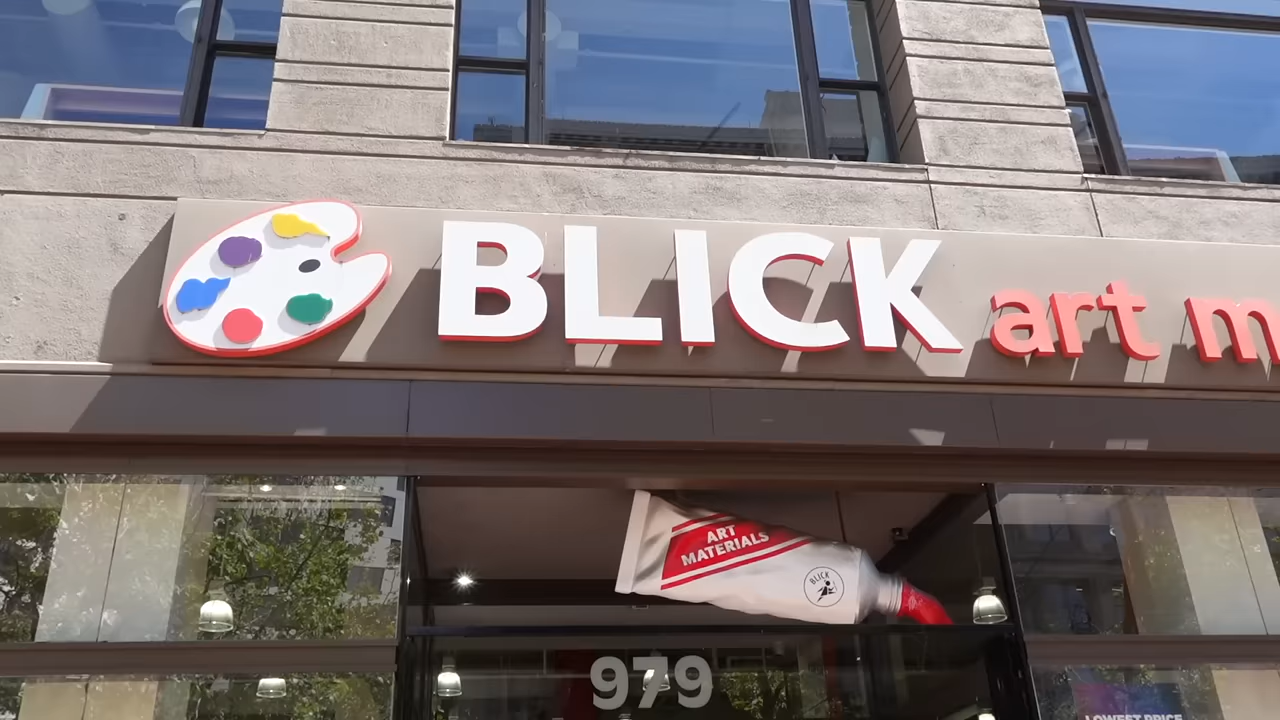 BLICK art m
ART
MATERIALS
BLICK
979
LOWEST PRICE